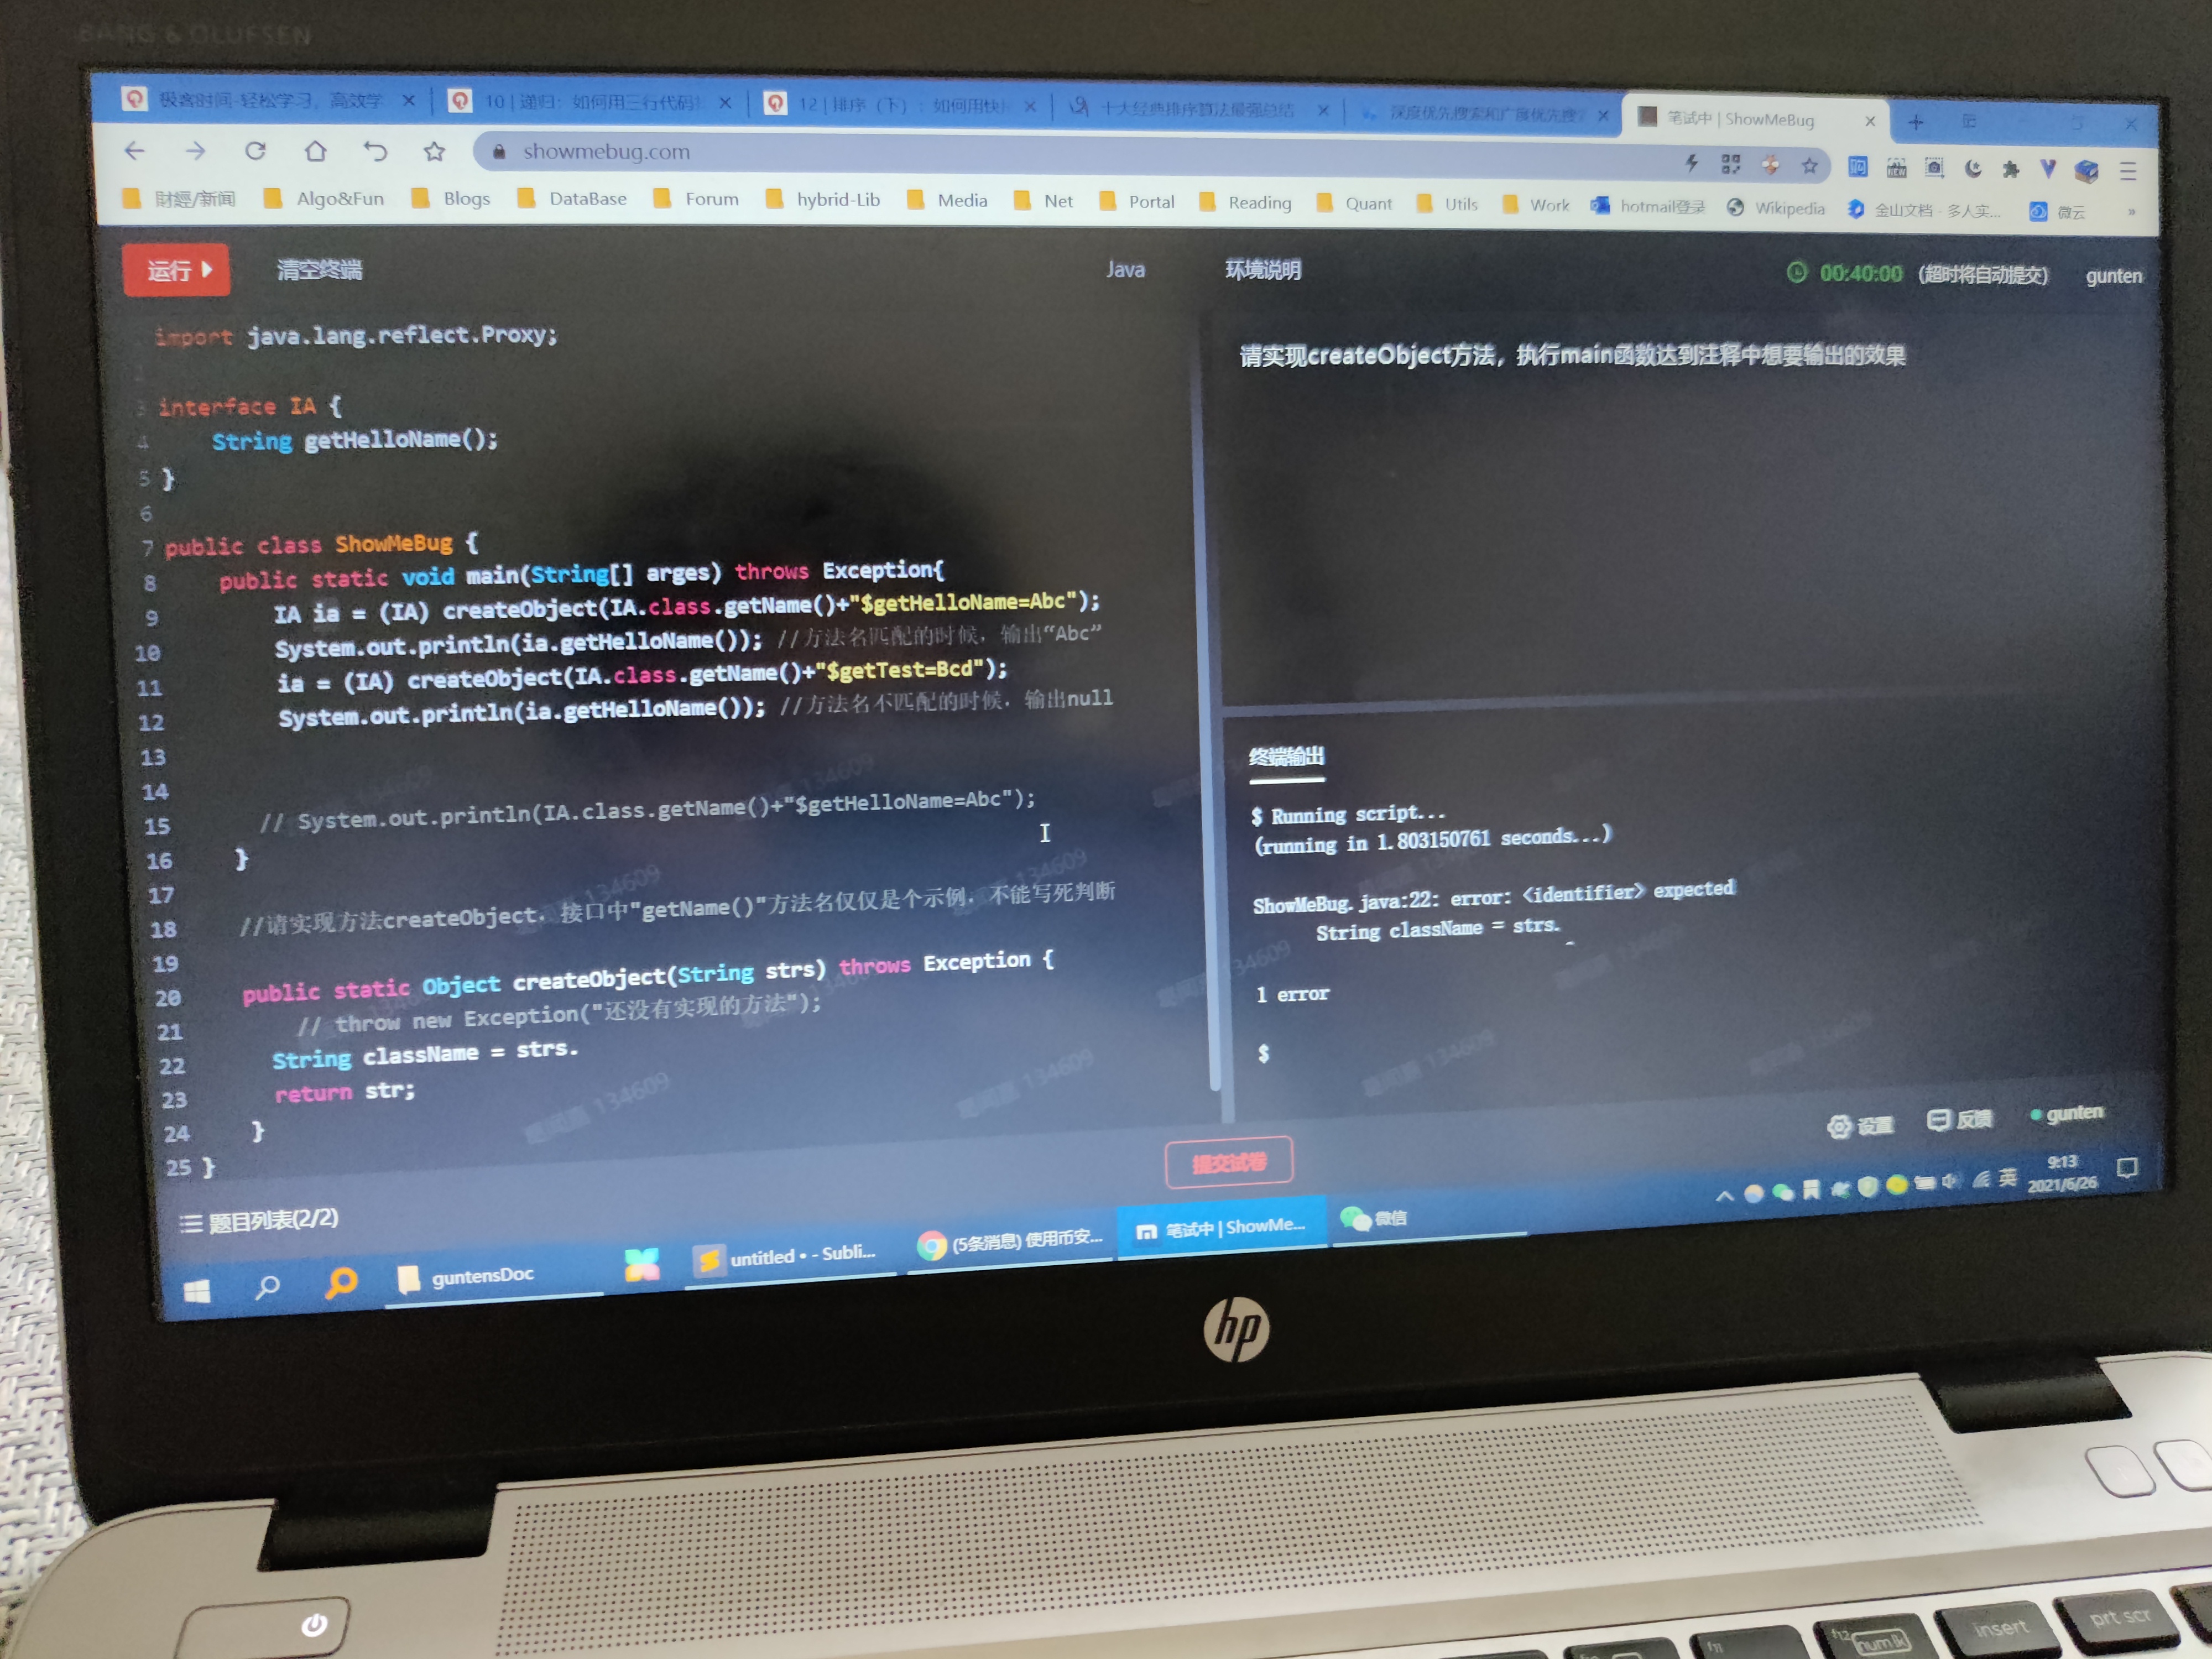 BANG & OLUFSEN
极客时间-轻松学习，高效学
10 | 递归：如何用三行代码
12 | 排序（下）：如何用快
十大经典排序算法最强总结
深度优先搜索和广度优先搜
笔试中 | ShowMeBug
showmebug.com
財經/新闻
Algo&Fun
Blogs
DataBase
Forum
hybrid-Lib
Media
Net
Portal
Reading
Quant
Utils
Work
hotmail登录
Wikipedia
金山文档 - 多人实...
微云
»
运行
清空终端
Java
环境说明
00:40:00 (超时将自动提交)
gunten
import java.lang.reflect.Proxy;
3 interface IA {
4 String getHelloName();
5 }
6
7 public class ShowMeBug {
8 public static void main(String[] arges) throws Exception{
9 IA ia = (IA) createObject(IA.class.getName()+"$getHelloName=Abc");
10 System.out.println(ia.getHelloName()); //方法名匹配的时候，输出“Abc”
11 ia = (IA) createObject(IA.class.getName()+"$getTest=Bcd");
12 System.out.println(ia.getHelloName()); //方法名不匹配的时候，输出null
13
14
15 // System.out.println(IA.class.getName()+"$getHelloName=Abc");
16 }
17
18 //请实现方法createObject，接口中"getName()"方法名仅仅是个示例，不能写死判断
19
20 public static Object createObject(String strs) throws Exception {
21 // throw new Exception("还没有实现的方法");
22 String className = strs.
23 return str;
24 }
25 }
请实现createObject方法，执行main函数达到注释中想要输出的效果
终端输出
$ Running script...
(running in 1.803150761 seconds...)
ShowMeBug.java:22: error: <identifier> expected
String className = strs.
1 error
$
134609
设置
反馈
gunten
提交试卷
题目列表(2/2)
guntensDoc
untitled • - Subli...
(5条消息) 使用币安...
笔试中 | ShowMe...
微信
英
9:13
2021/6/26
hp
f11
f12
num lk
insert
prt scr